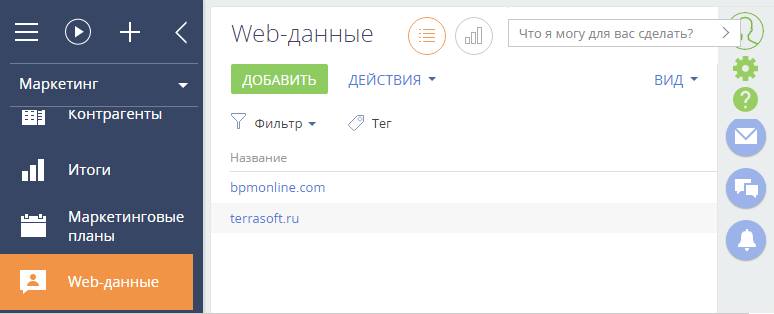 Web-данные
Что я могу для вас сделать?
Маркетинг
ДОБАВИТЬ
ДЕЙСТВИЯ
ВИД
Контрагенты
Фильтр
Тег
Название
Итоги
bpmonline.com
terrasoft.ru
Маркетинговые
планы
Web-данные